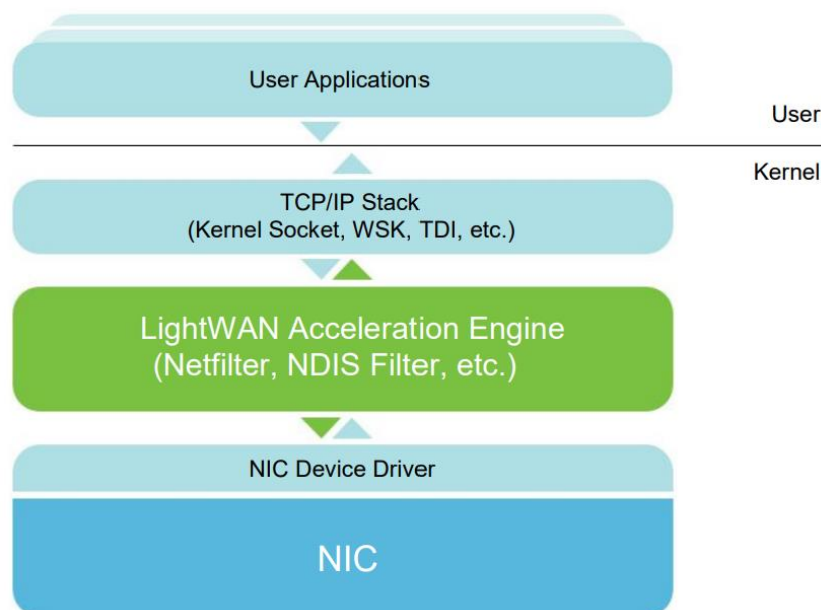 User Applications
User
Kernel
TCP/IP Stack
(Kernel Socket, WSK, TDI, etc.)
LightWAN Acceleration Engine
(Netfilter, NDIS Filter, etc.)
NIC Device Driver
NIC